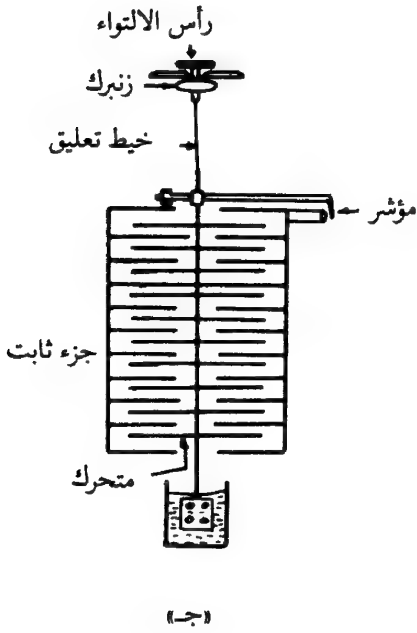 رأس الالتواء
زنبرك
خيط تعليق
مؤشر
جزء ثابت
متحرك
«جـ»